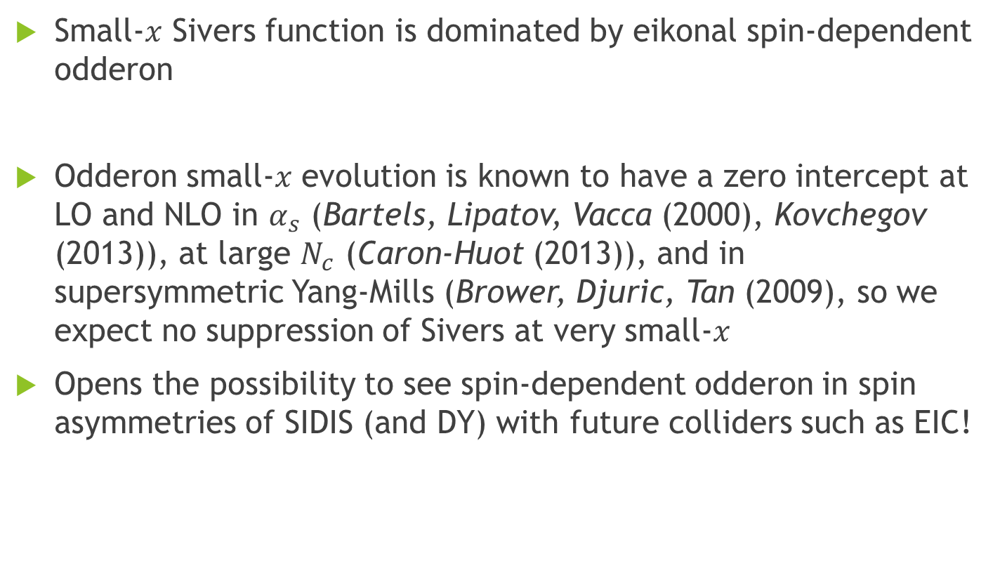 Small-𝑥 Sivers function is dominated by eikonal spin-dependent
odderon
Odderon small-𝑥 evolution is known to have a zero intercept at
LO and NLO in 𝛼ₛ (Bartels, Lipatov, Vacca (2000), Kovchegov
(2013)), at large 𝑁𝑐 (Caron-Huot (2013)), and in
supersymmetric Yang-Mills (Brower, Djuric, Tan (2009), so we
expect no suppression of Sivers at very small-𝑥
Opens the possibility to see spin-dependent odderon in spin
asymmetries of SIDIS (and DY) with future colliders such as EIC!